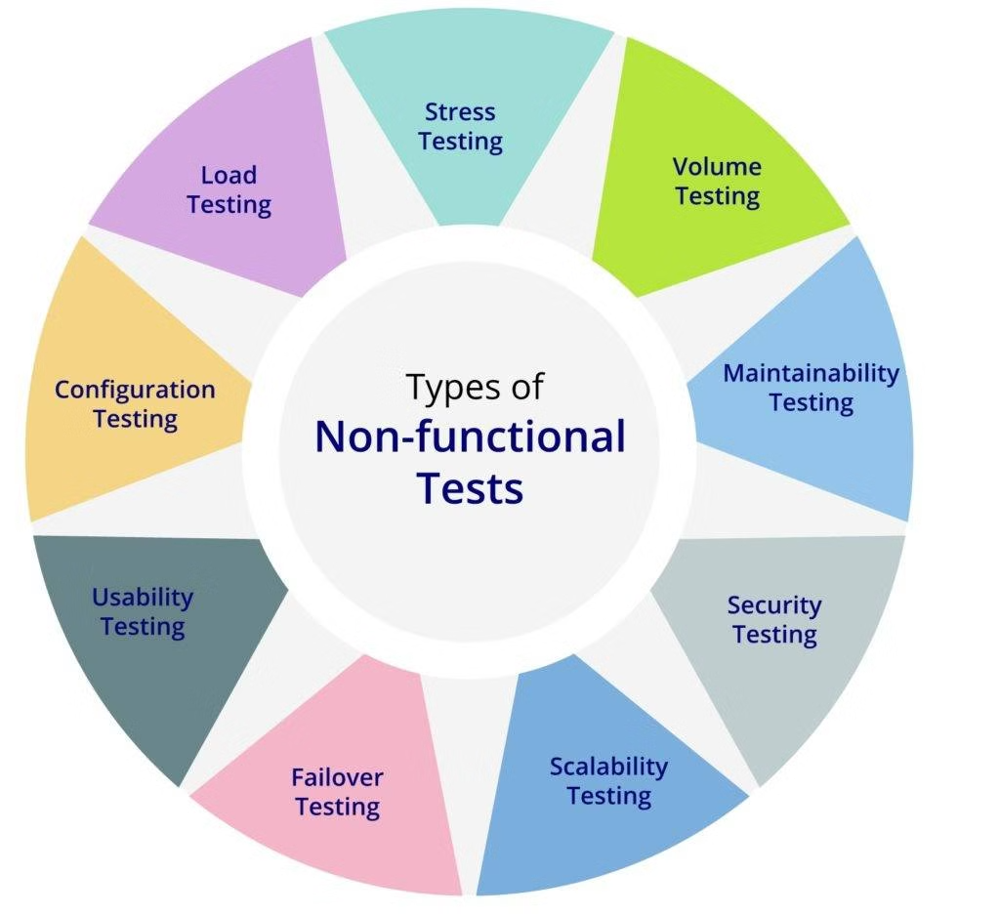 Types of
Non-functional
Tests
Stress
Testing
Volume
Testing
Maintainability
Testing
Security
Testing
Scalability
Testing
Failover
Testing
Usability
Testing
Configuration
Testing
Load
Testing